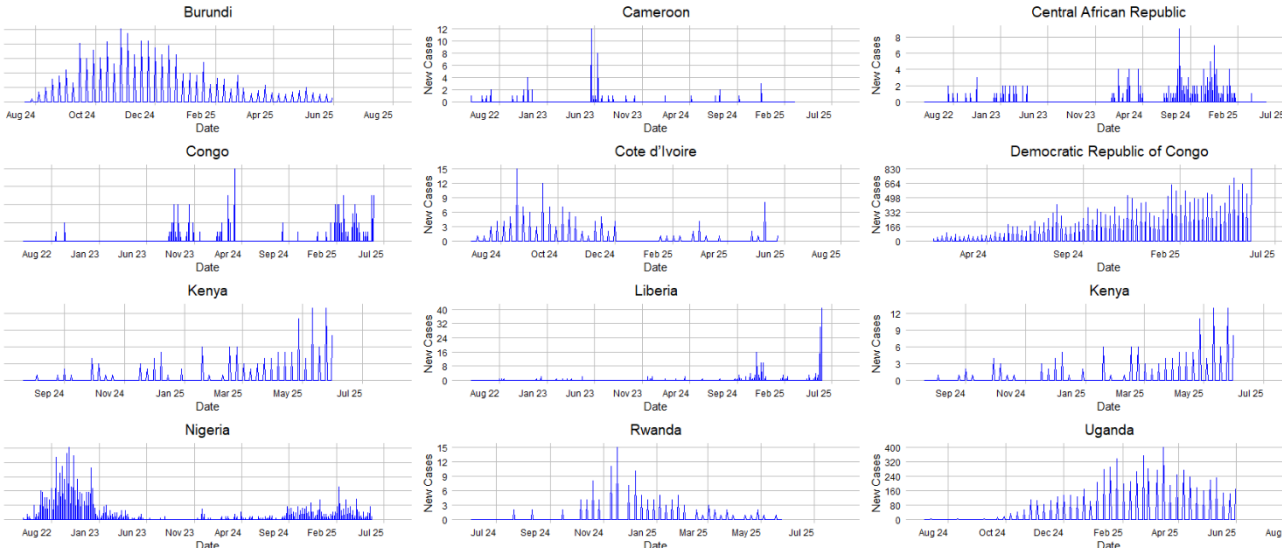 Burundi
Aug 24 Oct 24 Dec 24 Feb 25 Apr 25 Jun 25 Aug 25
Date
Cameroon
New Cases
12
10
8
6
4
2
0
Aug 22 Jan 23 Jun 23 Nov 23 Apr 24 Sep 24 Feb 25 Jul 25
Date
Central African Republic
New Cases
8
6
4
2
0
Aug 22 Jan 23 Jun 23 Nov 23 Apr 24 Sep 24 Feb 25 Jul 25
Date
Congo
Aug 22 Jan 23 Jun 23 Nov 23 Apr 24 Sep 24 Feb 25 Jul 25
Date
Cote d'Ivoire
New Cases
15
12
9
6
3
0
Aug 24 Oct 24 Dec 24 Feb 25 Apr 25 Jun 25 Aug 25
Date
Democratic Republic of Congo
New Cases
830
664
498
332
166
0
Apr 24 Sep 24 Feb 25 Jul 25
Date
Kenya
Sep 24 Nov 24 Jan 25 Mar 25 May 25 Jul 25
Date
Liberia
New Cases
40
32
24
16
8
0
Aug 22 Jan 23 Jun 23 Nov 23 Apr 24 Sep 24 Feb 25 Jul 25
Date
Kenya
New Cases
12
9
6
3
0
Sep 24 Nov 24 Jan 25 Mar 25 May 25 Jul 25
Date
Nigeria
Aug 22 Jan 23 Jun 23 Nov 23 Apr 24 Sep 24 Feb 25 Jul 25
Date
Rwanda
New Cases
15
12
9
6
3
0
Jul 24 Sep 24 Nov 24 Jan 25 Mar 25 May 25 Jul 25
Date
Uganda
New Cases
400
320
240
160
80
0
Aug 24 Oct 24 Dec 24 Feb 25 Apr 25 Jun 25 Aug
Date